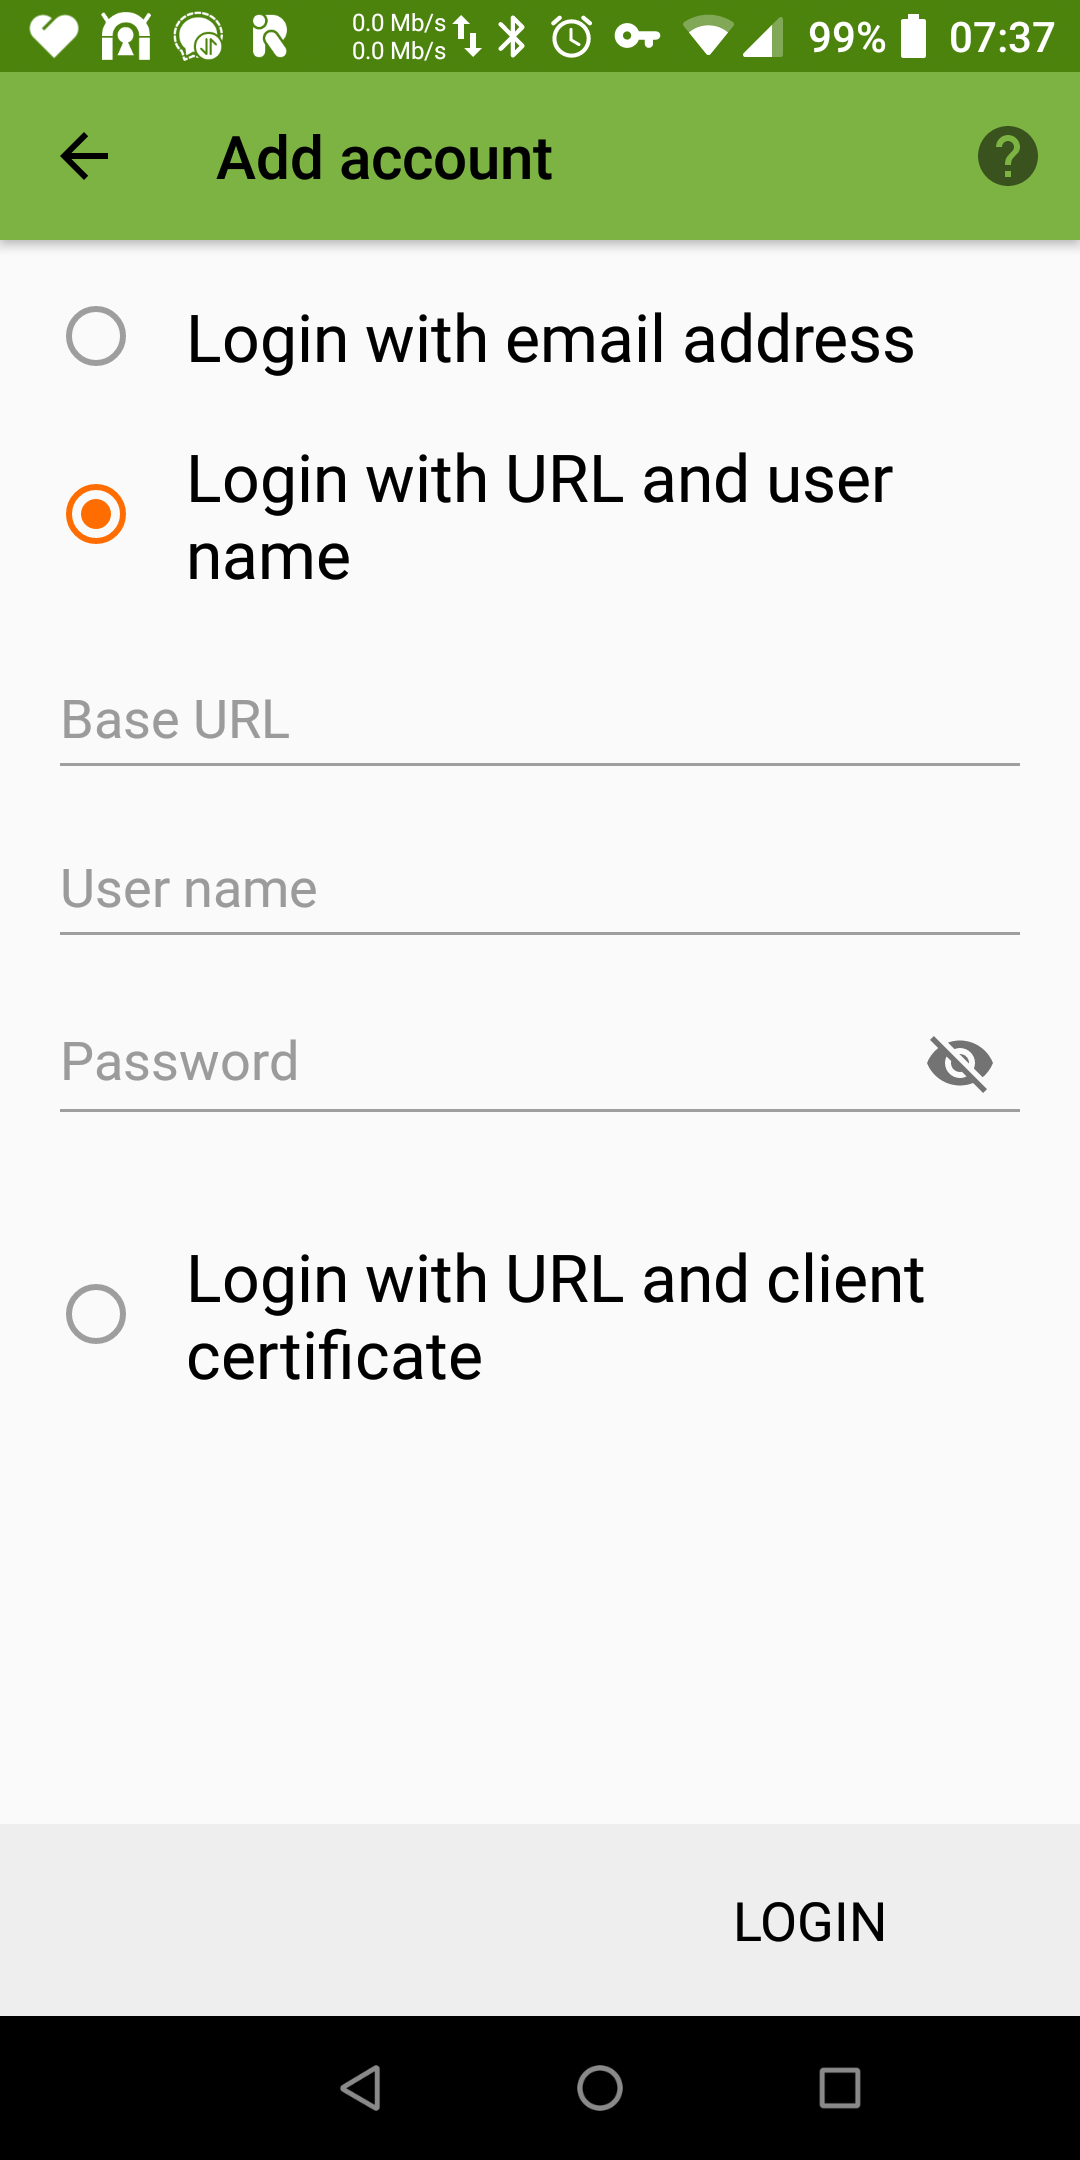 0.0 Mb/s
0.0 Mb/s
99%
07:37
Add account
Login with email address
Login with URL and user
name
Base URL
User name
Password
Login with URL and client
certificate
LOGIN